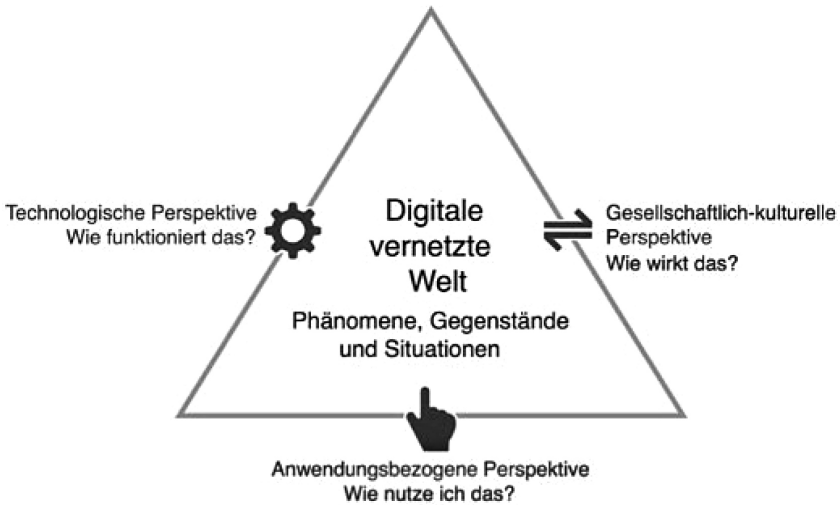 Technologische Perspektive
Wie funktioniert das?
Digitale
vernetzte
Welt
Phänomene, Gegenstände
und Situationen
Gesellschaftlich-kulturelle
Perspektive
Wie wirkt das?
Anwendungsbezogene Perspektive
Wie nutze ich das?